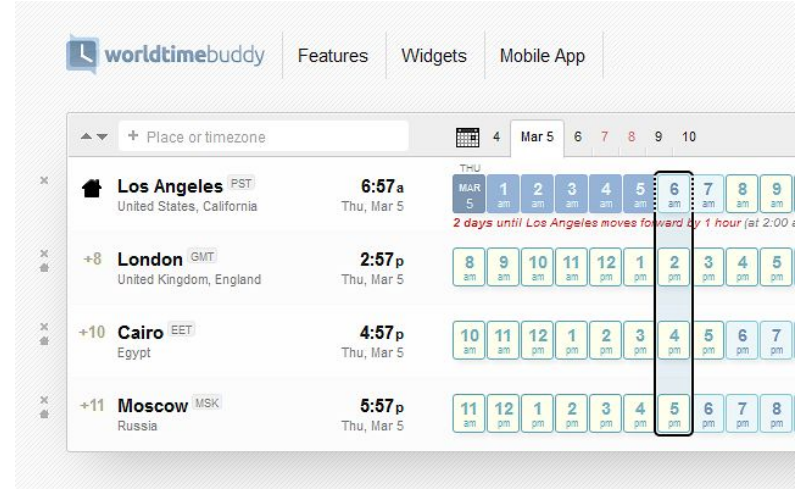 worldtimebuddy Features Widgets Mobile App
+ Place or timezone 4 Mar 5 6 7 8 9 10
THU
Los Angeles PST 6:57a MAR 5 1 am 2 am 3 am 4 am 5 am 6 am 7 am 8 am 9 am
United States, California Thu, Mar 5
2 days until Los Angeles moves forward by 1 hour (at 2:00 a
+8 London GMT 2:57p 8 am 9 am 10 am 11 am 12 pm 1 pm 2 pm 3 pm 4 pm 5 pm
United Kingdom, England Thu, Mar 5
+10 Cairo EET 4:57p 10 am 11 am 12 pm 1 pm 2 pm 3 pm 4 pm 5 pm 6 pm 7 pm
Egypt Thu, Mar 5
+11 Moscow MSK 5:57p 11 am 12 pm 1 pm 2 pm 3 pm 4 pm 5 pm 6 pm 7 pm 8 pm
Russia Thu, Mar 5